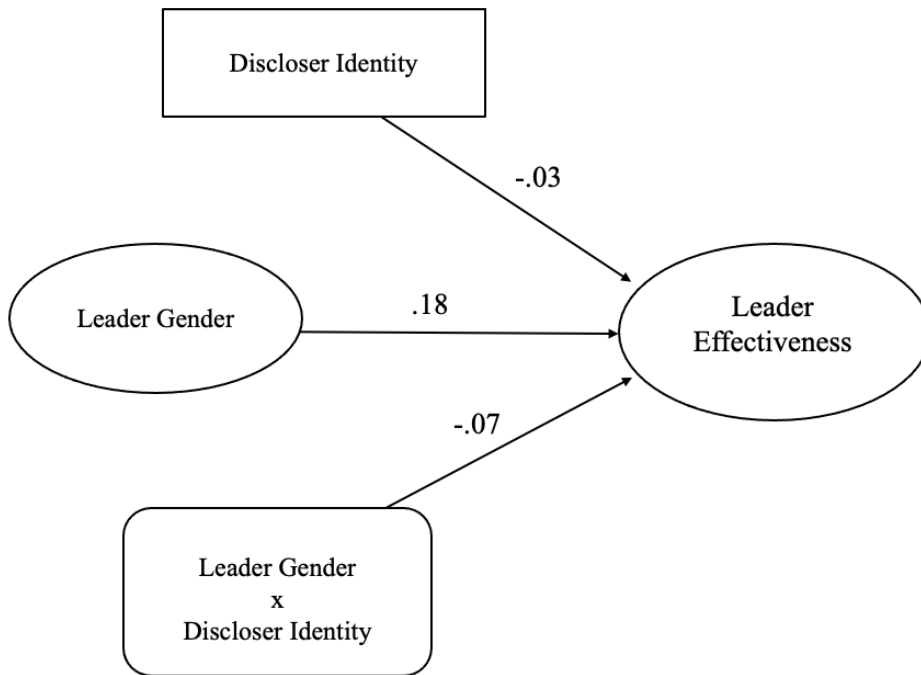 Discloser Identity
-.03
Leader Gender
.18
Leader
Effectiveness
-.07
Leader Gender
x
Discloser Identity